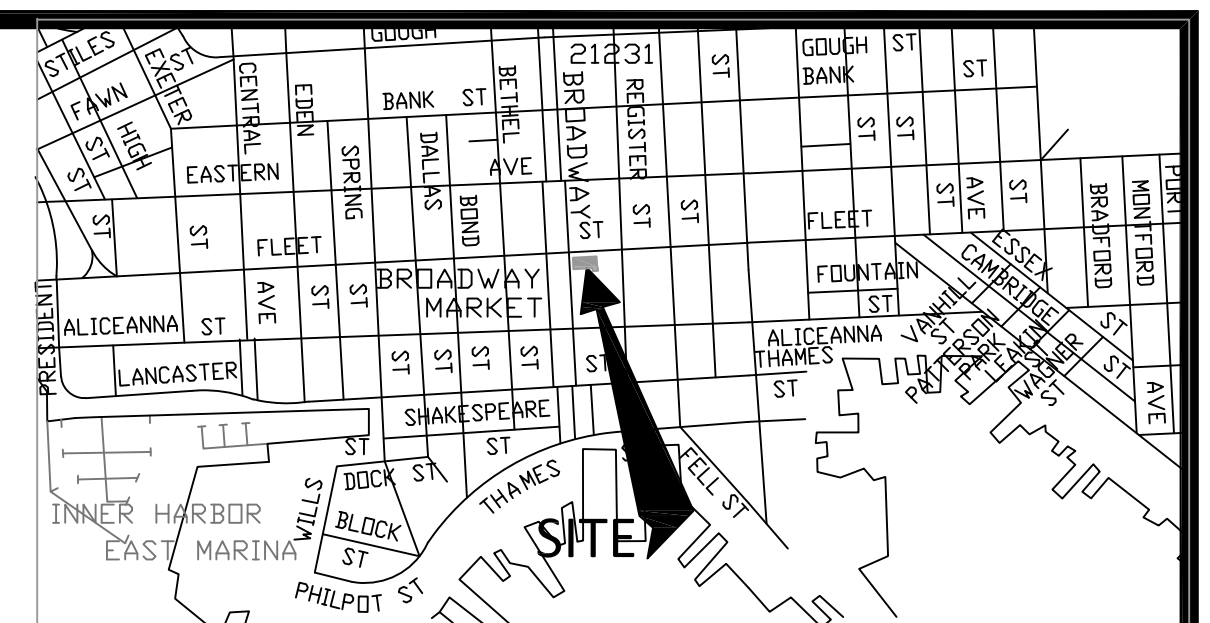 STILES
EXETER
ST
CENTRAL
EDEN
GOUGH
BETHEL
21231
BROADWAY
REGISTER
ST
GOUGH
BANK
ST
ST
FAWN
HIGH
ST
BANK ST
EASTERN
AVE
SPRING
DALLAS
BOND
ST
ST
ST
ST
ST
ST
FLEET
ST
ST
ST
FLEET
ST
AVE
ST
BRADFORD
MONTFORD
PORT
PRESIDENT
ALICEANNA ST
AVE
ST
ST
BROADWAY
MARKET
FOUNTAIN
ST
ESSEX
CAMBRIDGE
VANHILL
ST
PATTERSON
PARK
LEAKIN
ST
WAGNER
ST
ST
ST
AVE
LANCASTER
ST
ST
ST
ST
ST
ALICEANNA
THAMES
ST
SHAKESPEARE
ST
ST
DOCK ST
THAMES
FELL ST
WILLS
BLOCK
ST
PHILPOT ST
INNER HARBOR
EAST MARINA
SITE